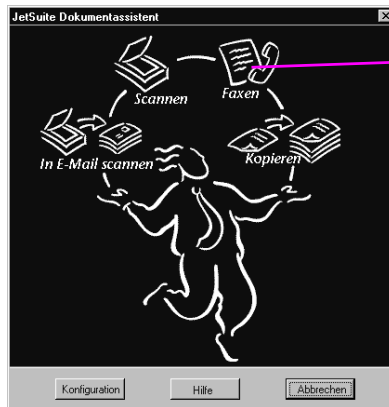 JetSuite Dokumentassistent
Scannen
Faxen
In E-Mail scannen
Kopieren
Konfiguration
Hilfe
Abbrechen